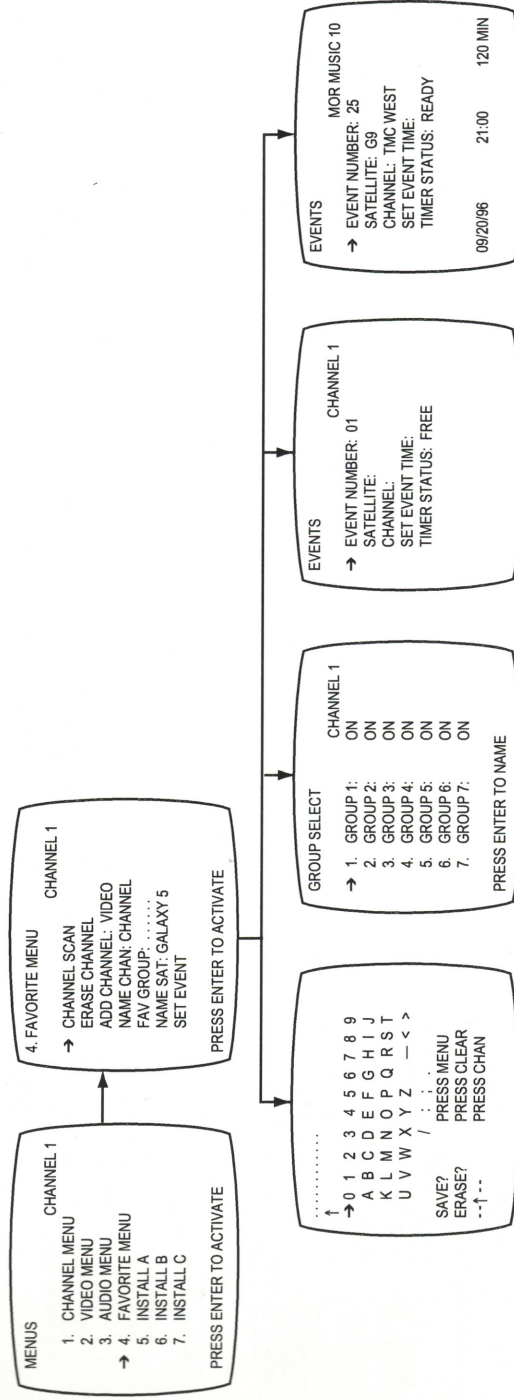 MENUS
CHANNEL 1
1. CHANNEL MENU
2. VIDEO MENU
3. AUDIO MENU
→ 4. FAVORITE MENU
5. INSTALL A
6. INSTALL B
7. INSTALL C
PRESS ENTER TO ACTIVATE
4. FAVORITE MENU
CHANNEL 1
→ CHANNEL SCAN
ERASE CHANNEL
ADD CHANNEL: VIDEO
NAME CHAN: CHANNEL
FAV GROUP: .......
NAME SAT: GALAXY 5
SET EVENT
PRESS ENTER TO ACTIVATE
............
↑
→ 0 1 2 3 4 5 6 7 8 9
A B C D E F G H I J
K L M N O P Q R S T
U V W X Y Z — < >
/ : ; .
SAVE? PRESS MENU
ERASE? PRESS CLEAR
--↑-- PRESS CHAN
GROUP SELECT
CHANNEL 1
→ 1. GROUP 1: ON
2. GROUP 2: ON
3. GROUP 3: ON
4. GROUP 4: ON
5. GROUP 5: ON
6. GROUP 6: ON
7. GROUP 7: ON
PRESS ENTER TO NAME
EVENTS
CHANNEL 1
→ EVENT NUMBER: 01
SATELLITE:
CHANNEL:
SET EVENT TIME:
TIMER STATUS: FREE
EVENTS
MOR MUSIC 10
→ EVENT NUMBER: 25
SATELLITE: G9
CHANNEL: TMC WEST
SET EVENT TIME:
TIMER STATUS: READY
09/20/96 21:00 120 MIN